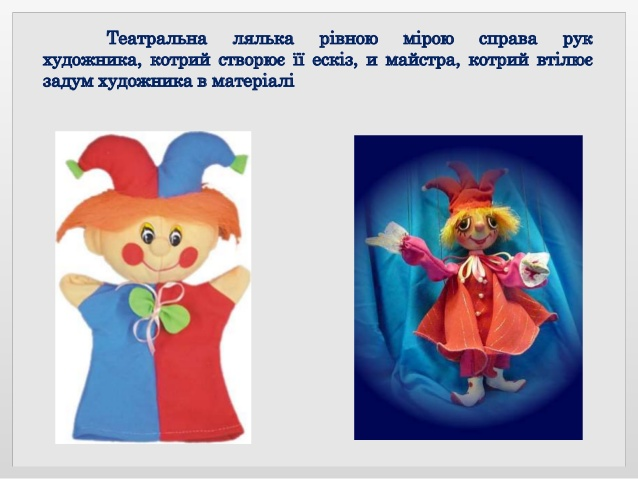 Театральна лялька рівною мірою справа рук
художника, котрий створює її ескіз, и майстра, котрий втілює
задум художника в матеріалі